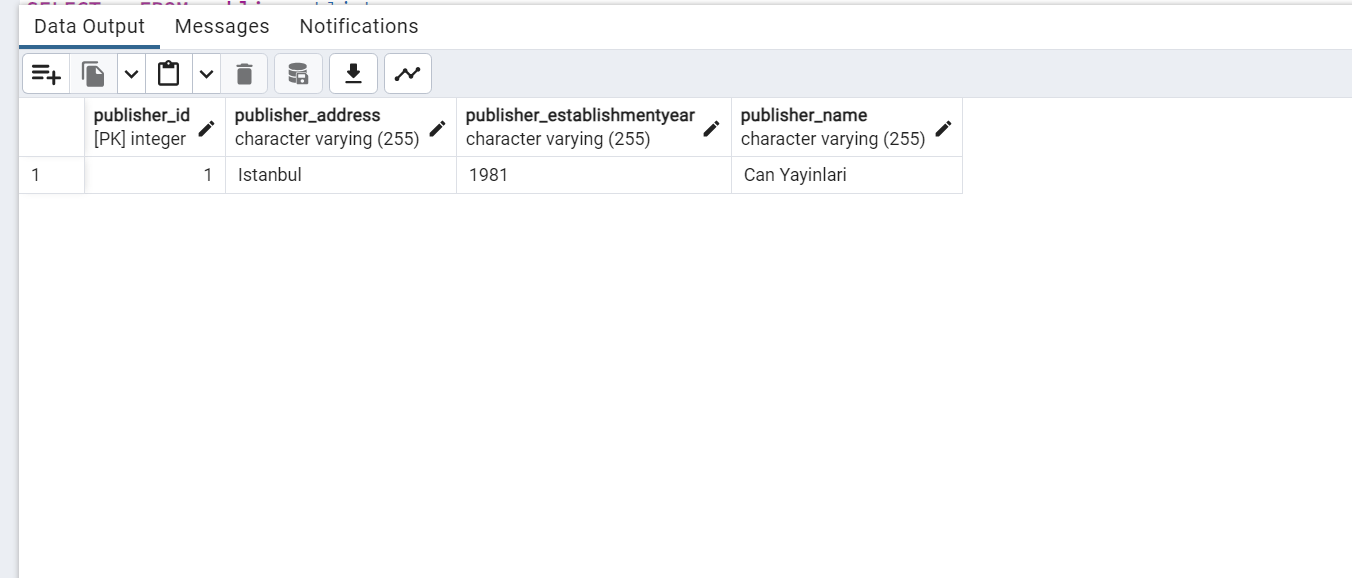 Data Output Messages Notifications
publisher_id publisher_address publisher_establishmentyear publisher_name
[PK] integer character varying (255) character varying (255) character varying (255)
1 1 Istanbul 1981 Can Yayinlari